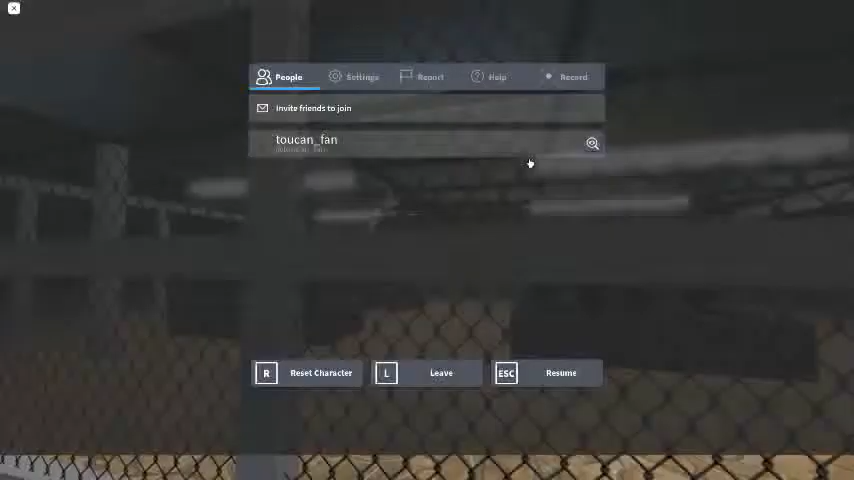 People Settings Report Help Record
Invite friends to join
toucan_fan
R Reset Character L Leave ESC Resume